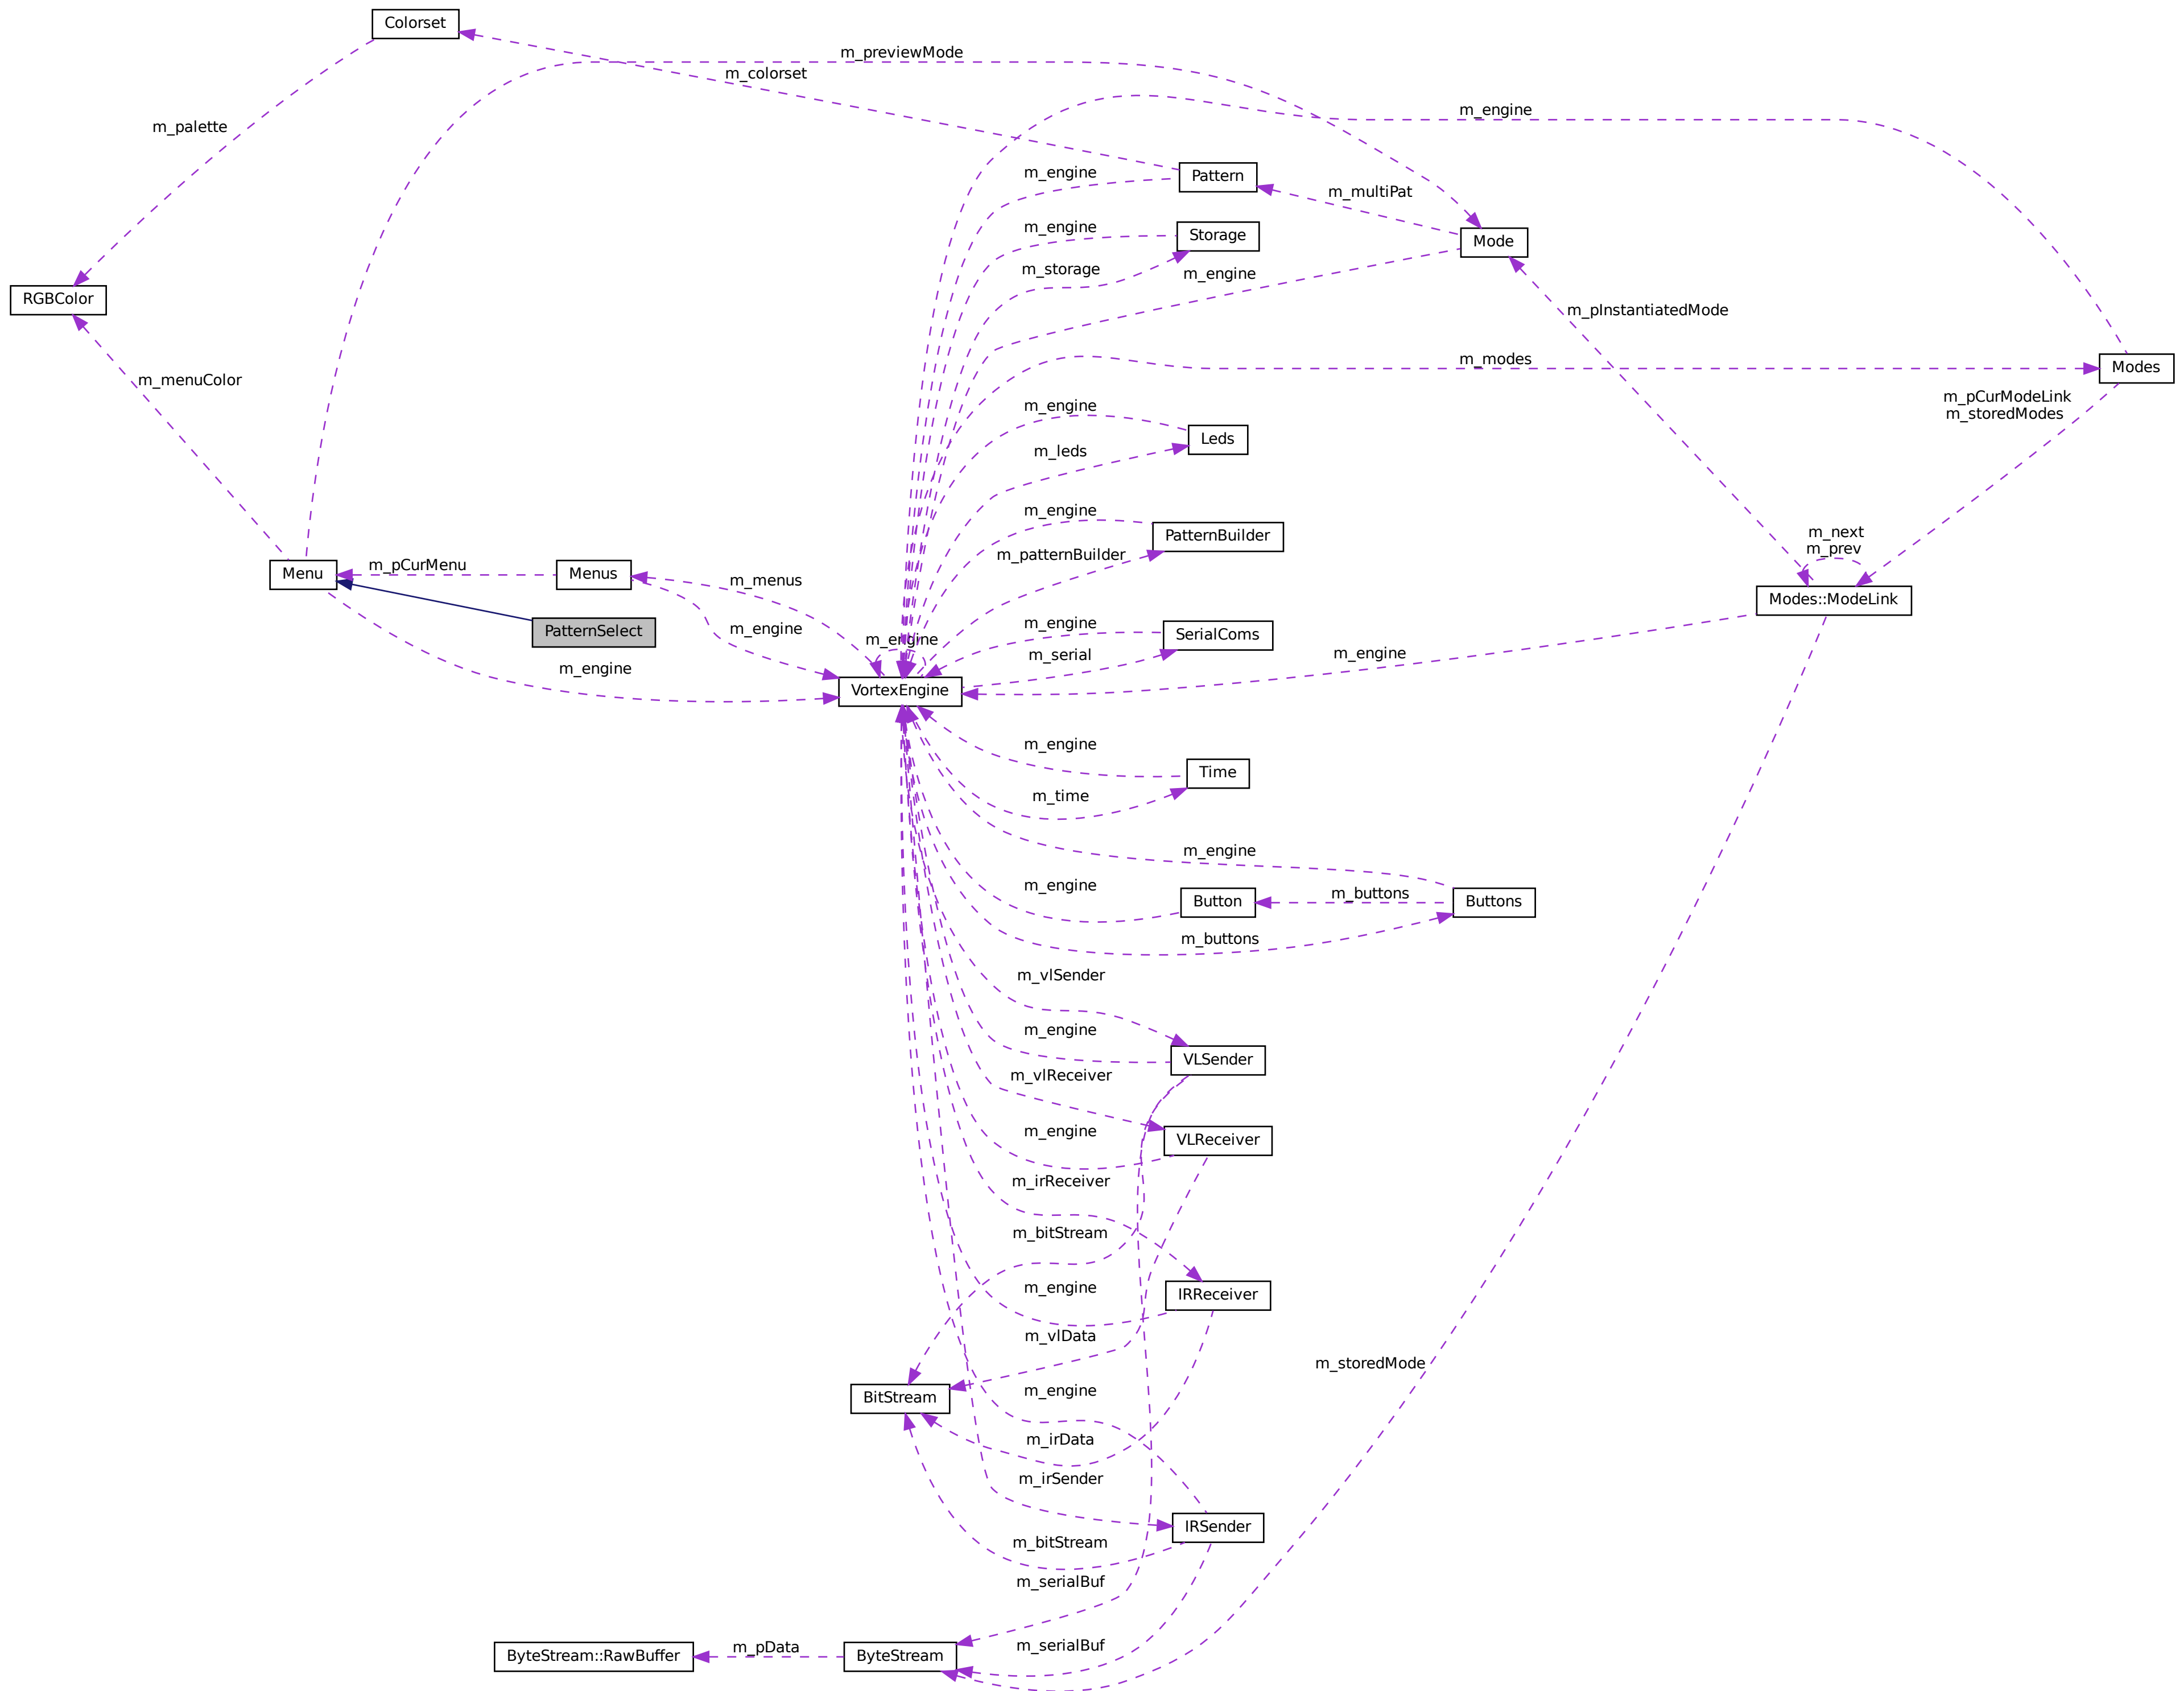 Colorset
m_previewMode
m_colorset
m_engine
m_palette
m_engine
Pattern
m_multiPat
m_engine
Storage
Mode
m_storage
m_engine
RGBColor
m_pInstantiatedMode
m_modes
Modes
m_menuColor
m_pCurModeLink
m_storedModes
m_engine
Leds
m_leds
m_engine
PatternBuilder
m_next
m_prev
m_patternBuilder
m_pCurMenu
Menu
Menus
m_menus
Modes::ModeLink
m_engine
PatternSelect
m_engine
SerialComs
m_engine
m_serial
m_engine
m_engine
VortexEngine
m_engine
Time
m_time
m_engine
m_engine
Button
m_buttons
Buttons
m_buttons
m_vlSender
m_engine
VLSender
m_vlReceiver
m_engine
VLReceiver
m_irReceiver
m_bitStream
m_engine
IRReceiver
m_vlData
m_storedMode
BitStream
m_engine
m_irData
m_irSender
IRSender
m_bitStream
m_serialBuf
m_serialBuf
m_pData
ByteStream::RawBuffer
ByteStream